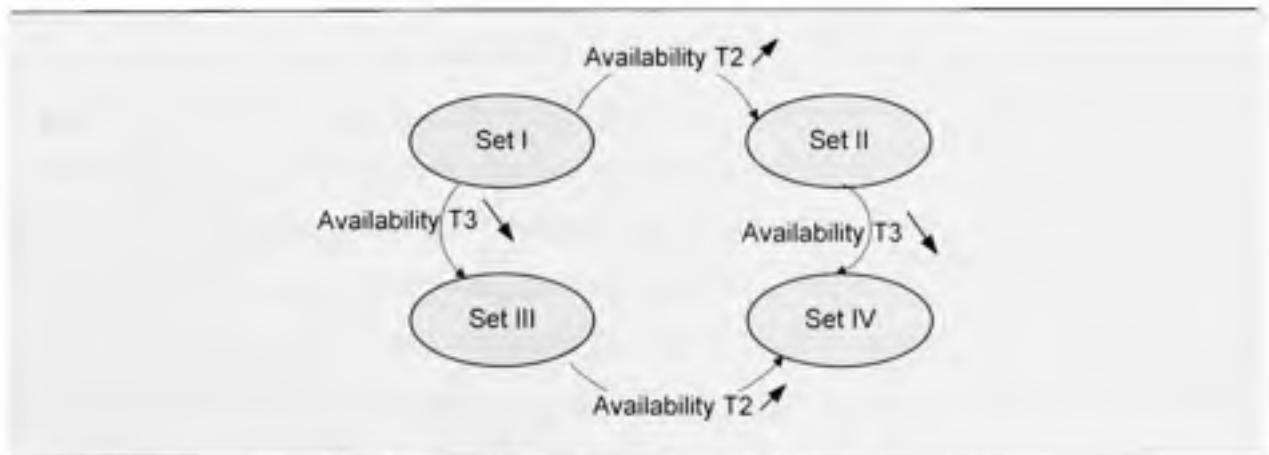 Availability T2
Set I
Set II
Availability T3
Availability T3
Set III
Set IV
Availability T2